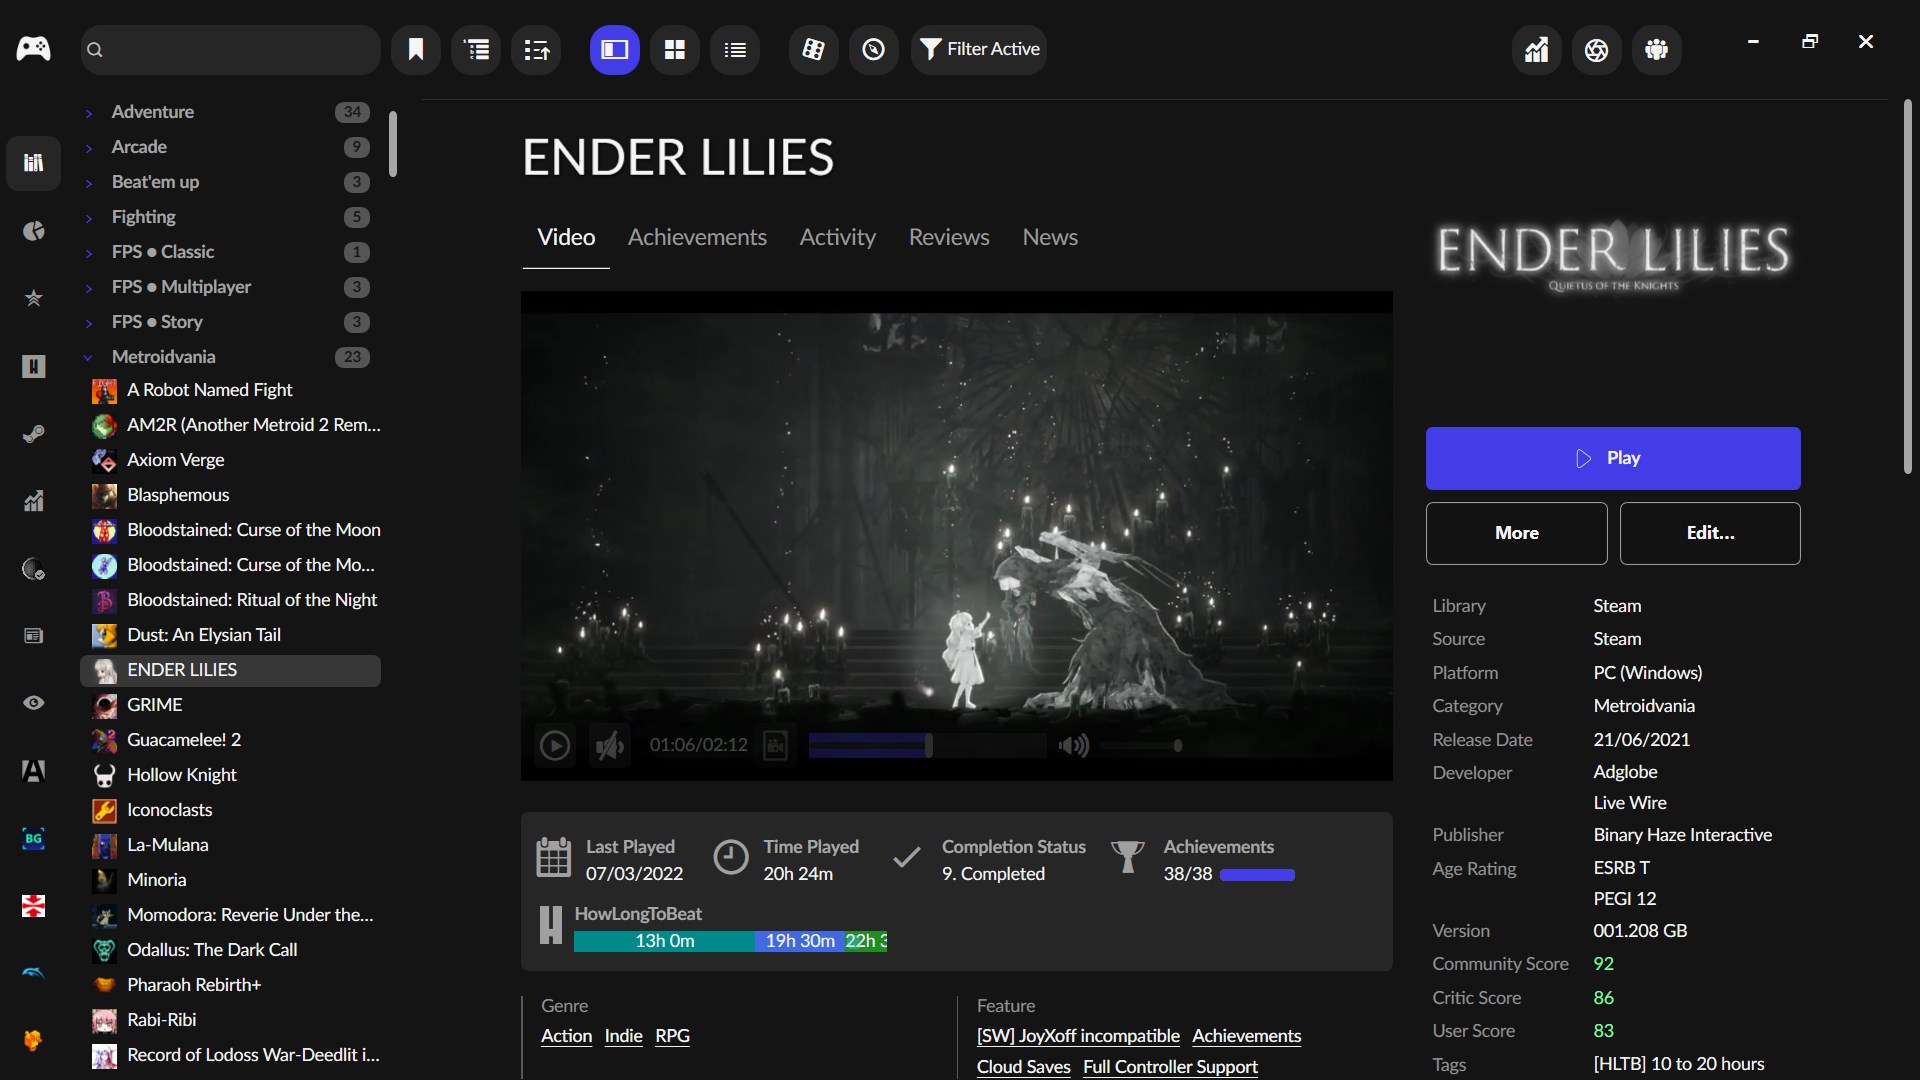 Filter Active
Adventure 34
Arcade 9
Beat'em up 3
Fighting 5
FPS ● Classic 1
FPS ● Multiplayer 3
FPS ● Story 3
Metroidvania 23
A Robot Named Fight
AM2R (Another Metroid 2 Rem...
Axiom Verge
Blasphemous
Bloodstained: Curse of the Moon
Bloodstained: Curse of the Mo...
Bloodstained: Ritual of the Night
Dust: An Elysian Tail
ENDER LILIES
GRIME
Guacamelee! 2
Hollow Knight
Iconoclasts
La-Mulana
Minoria
Momodora: Reverie Under the...
Odallus: The Dark Call
Pharaoh Rebirth+
Rabi-Ribi
Record of Lodoss War-Deedlit i...
BG
ENDER LILIES
Video Achievements Activity Reviews News
01:06/02:12
Last Played
07/03/2022
Time Played
20h 24m
Completion Status
9. Completed
Achievements
38/38
HowLongToBeat
13h 0m 19h 30m 22h 3
Genre
Action Indie RPG
Feature
[SW] JoyXoff incompatible Achievements
Cloud Saves Full Controller Support
ENDER LILIES
QUIETUS OF THE KNIGHTS
Play
More
Edit...
Library Steam
Source Steam
Platform PC (Windows)
Category Metroidvania
Release Date 21/06/2021
Developer Adglobe
Live Wire
Publisher Binary Haze Interactive
Age Rating ESRB T
PEGI 12
Version 001.208 GB
Community Score 92
Critic Score 86
User Score 83
Tags [HLTB] 10 to 20 hours